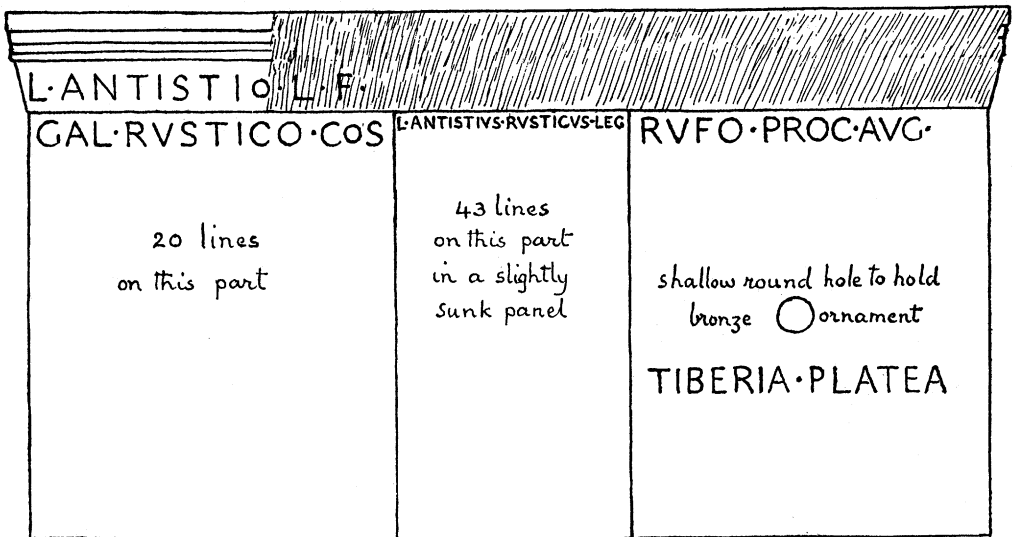 L·ANTISTIO·L·F·
GAL·RVSTICO·COS
20 lines
on this part
L·ANTISTIVS·RVSTICVS·LEG
43 lines
on this part
in a slightly
sunk panel
RVFO·PROC·AVG·
shallow round hole to hold
bronze ornament
TIBERIA·PLATEA